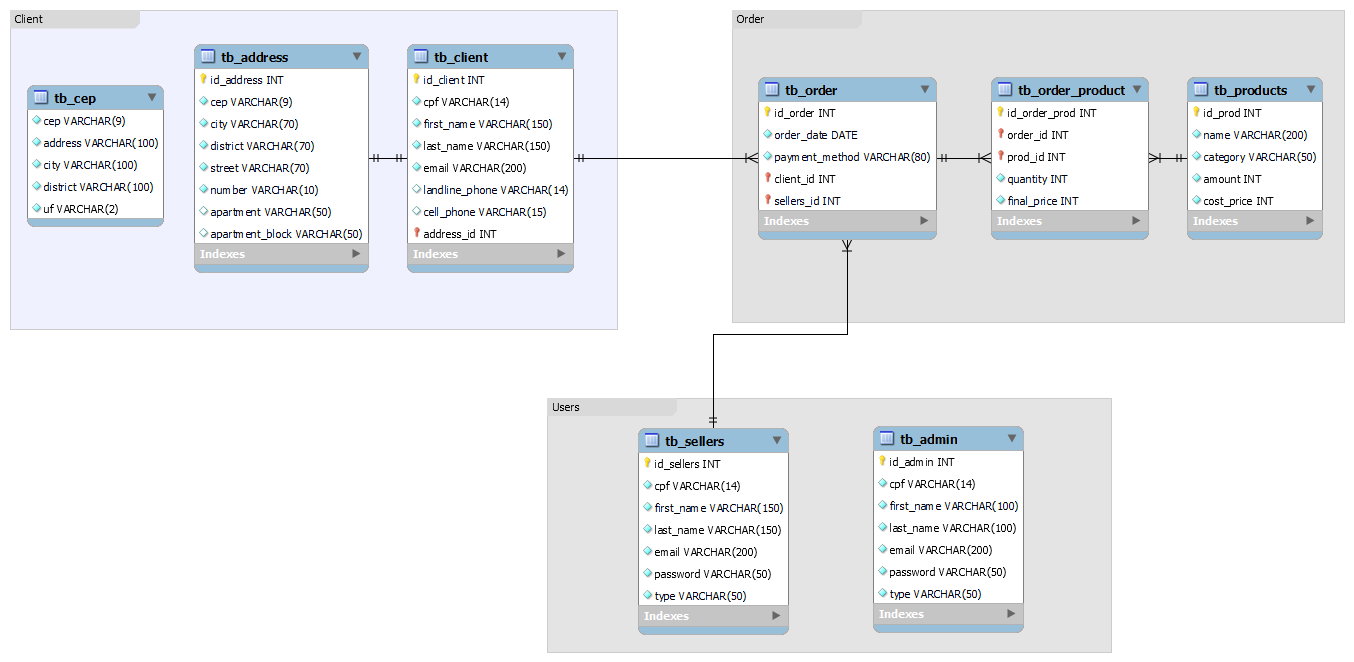 Client
tb_cep
cep VARCHAR(9)
address VARCHAR(100)
city VARCHAR(100)
district VARCHAR(100)
uf VARCHAR(2)
tb_address
id_address INT
cep VARCHAR(9)
city VARCHAR(70)
district VARCHAR(70)
street VARCHAR(70)
number VARCHAR(10)
apartment VARCHAR(50)
apartment_block VARCHAR(50)
Indexes
tb_client
id_client INT
cpf VARCHAR(14)
first_name VARCHAR(150)
last_name VARCHAR(150)
email VARCHAR(200)
landline_phone VARCHAR(14)
cell_phone VARCHAR(15)
address_id INT
Indexes
Order
tb_order
id_order INT
order_date DATE
payment_method VARCHAR(80)
client_id INT
sellers_id INT
Indexes
tb_order_product
id_order_prod INT
order_id INT
prod_id INT
quantity INT
final_price INT
Indexes
tb_products
id_prod INT
name VARCHAR(200)
category VARCHAR(50)
amount INT
cost_price INT
Indexes
Users
tb_sellers
id_sellers INT
cpf VARCHAR(14)
first_name VARCHAR(150)
last_name VARCHAR(150)
email VARCHAR(200)
password VARCHAR(50)
type VARCHAR(50)
Indexes
tb_admin
id_admin INT
cpf VARCHAR(14)
first_name VARCHAR(100)
last_name VARCHAR(100)
email VARCHAR(200)
password VARCHAR(50)
type VARCHAR(50)
Indexes